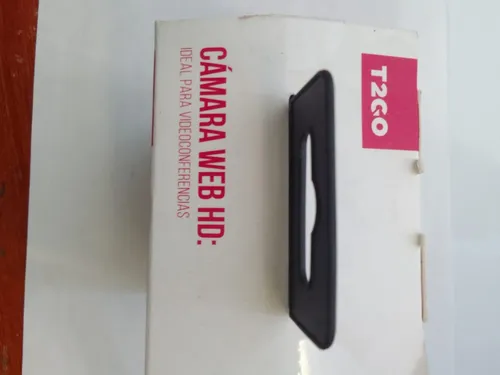 T2GO
CÁMARA WEB HD:
IDEAL PARA VIDEOCONFERENCIAS